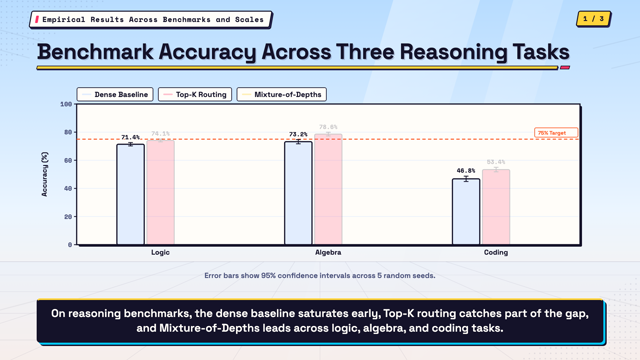 Empirical Results Across Benchmarks and Scales
1 / 3
Benchmark Accuracy Across Three Reasoning Tasks
Dense Baseline
Top-K Routing
Mixture-of-Depths
Accuracy (%)
100
80
60
40
20
0
71.4%
74.1%
73.2%
78.9%
46.8%
53.4%
75% Target
Logic
Algebra
Coding
Error bars show 95% confidence intervals across 5 random seeds.
On reasoning benchmarks, the dense baseline saturates early, Top-K routing catches part of the gap,
and Mixture-of-Depths leads across logic, algebra, and coding tasks.